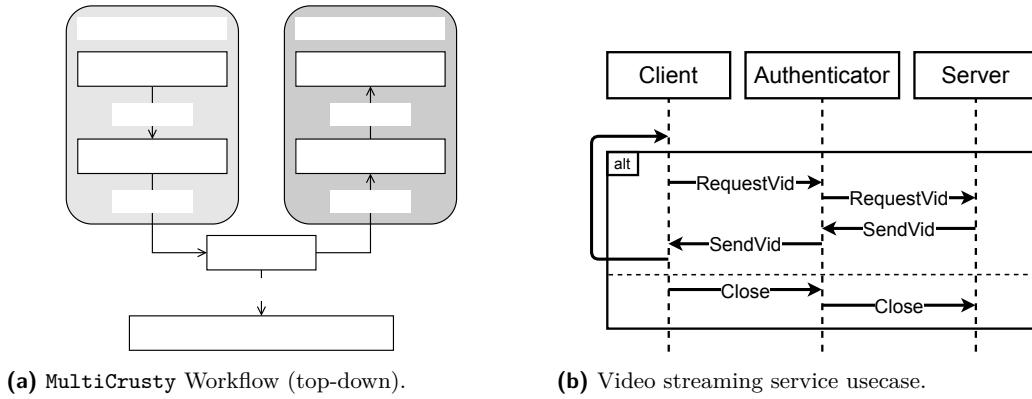 Client Authenticator Server
alt
RequestVid
RequestVid
SendVid
SendVid
Close
Close
(a) MultiCrusty Workflow (top-down).
(b) Video streaming service usecase.